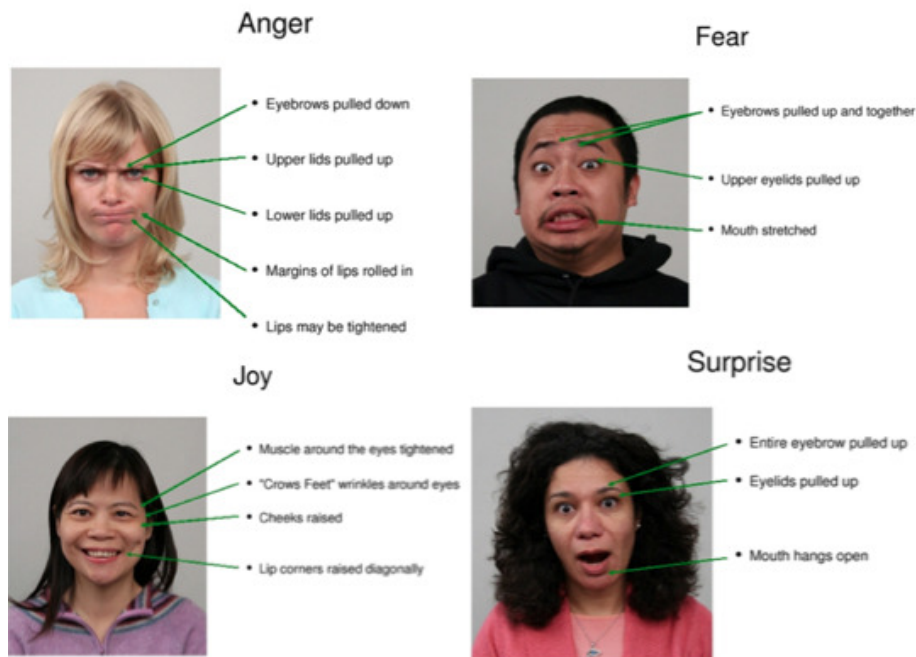 Anger
• Eyebrows pulled down
• Upper lids pulled up
• Lower lids pulled up
• Margins of lips rolled in
• Lips may be tightened
Fear
• Eyebrows pulled up and together
• Upper eyelids pulled up
• Mouth stretched
Joy
• Muscle around the eyes tightened
• "Crows Feet" wrinkles around eyes
• Cheeks raised
• Lip corners raised diagonally
Surprise
• Entire eyebrow pulled up
• Eyelids pulled up
• Mouth hangs open